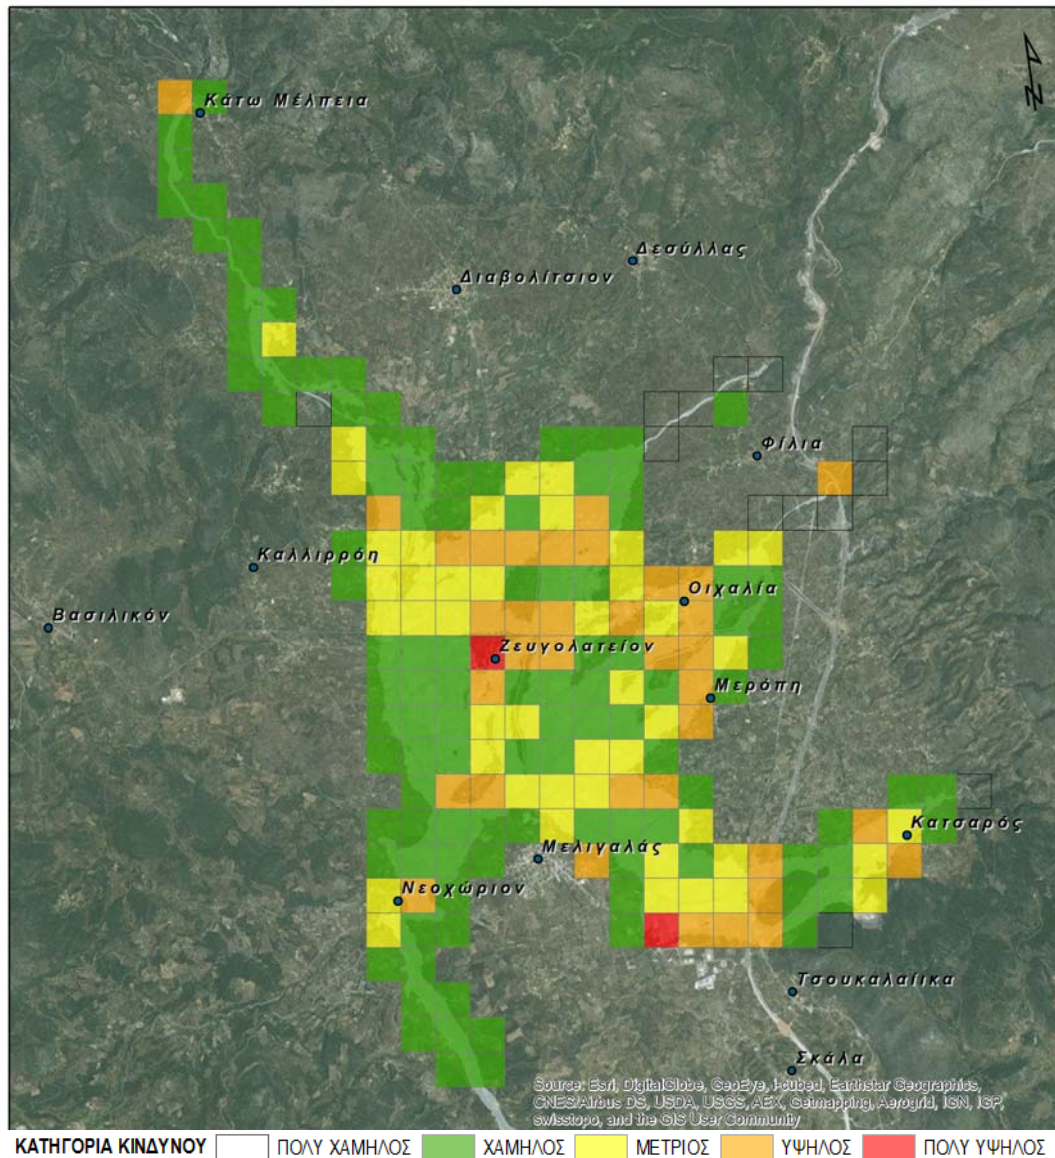 Κάτω Μέλπεια
Δεσύλλας
Διαβολίτσιον
Φίλια
Καλλιρρόη
Οιχαλία
Βασιλικόν
Ζευγολατείον
Μερόπη
Κατσαρός
Μελιγαλάς
Νεοχώριον
Τσουκαλαίικα
Σκάλα
Source: Esri, DigitalGlobe, GeoEye, i-cubed, Earthstar Geographics,
CNES/Airbus DS, USDA, USGS, AEX, Getmapping, Aerogrid, IGN, IGP,
swisstopo, and the GIS User Community
ΚΑΤΗΓΟΡΙΑ ΚΙΝΔΥΝΟΥ ΠΟΛΥ ΧΑΜΗΛΟΣ ΧΑΜΗΛΟΣ ΜΕΤΡΙΟΣ ΥΨΗΛΟΣ ΠΟΛΥ ΥΨΗΛΟΣ